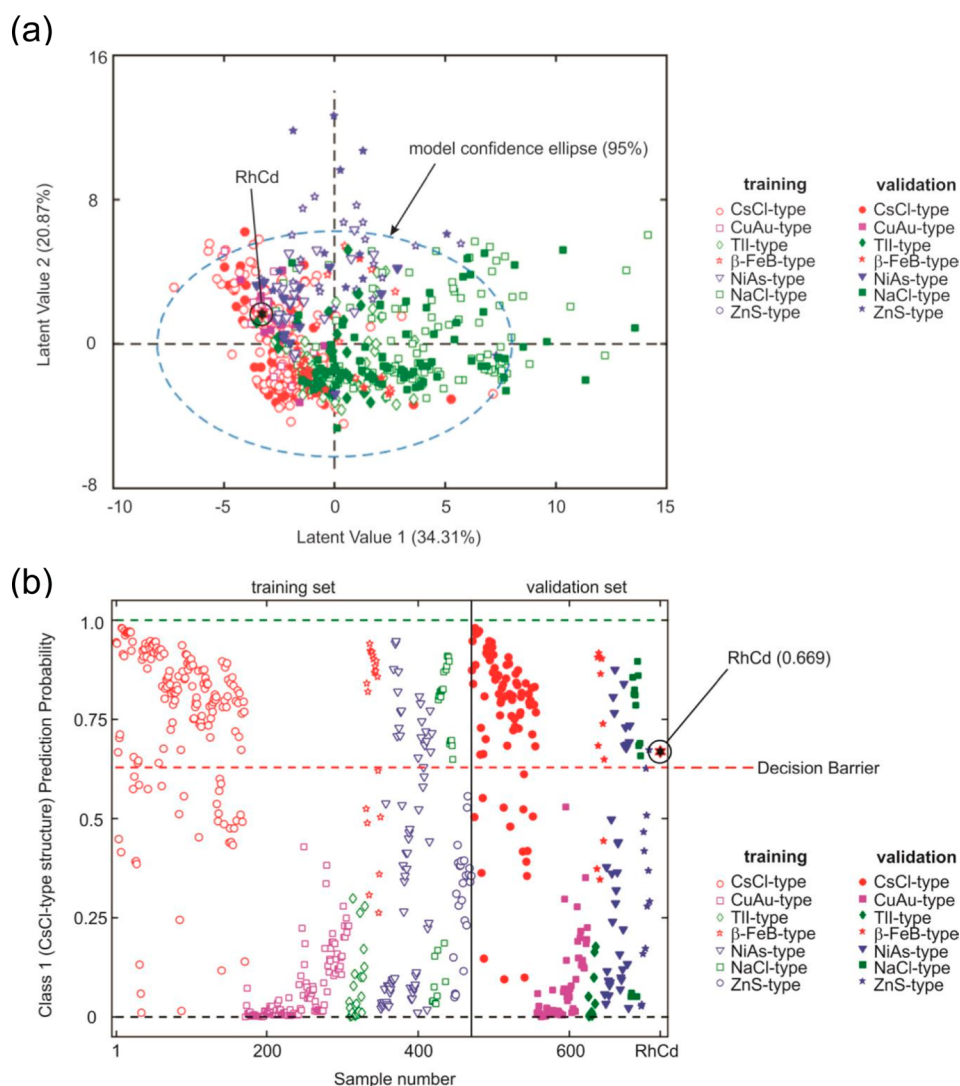 (a)
16
8
0
-8
-10
-5
0
5
10
15
Latent Value 2 (20.87%)
Latent Value 1 (34.31%)
RhCd
model confidence ellipse (95%)
training validation
CsCl-type CsCl-type
CuAu-type CuAu-type
TlI-type TlI-type
β-FeB-type β-FeB-type
NiAs-type NiAs-type
NaCl-type NaCl-type
ZnS-type ZnS-type
(b)
training set validation set
1.0
0.75
0.5
0.25
0
Class 1 (CsCl-type structure) Prediction Probability
RhCd (0.669)
Decision Barrier
1 200 400 600 RhCd
Sample number
training validation
CsCl-type CsCl-type
CuAu-type CuAu-type
TlI-type TlI-type
β-FeB-type β-FeB-type
NiAs-type NiAs-type
NaCl-type NaCl-type
ZnS-type ZnS-type